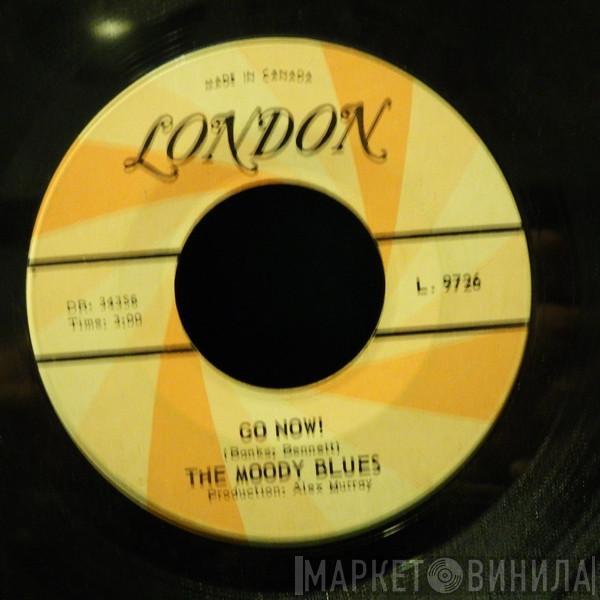 MADE IN CANADA
LONDON
DR: 34356
Time: 3:00
L. 9726
GO NOW!
(Banks; Bennett)
THE MOODY BLUES
Production: Alex Murray
МАРКЕТ ВИНИЛА